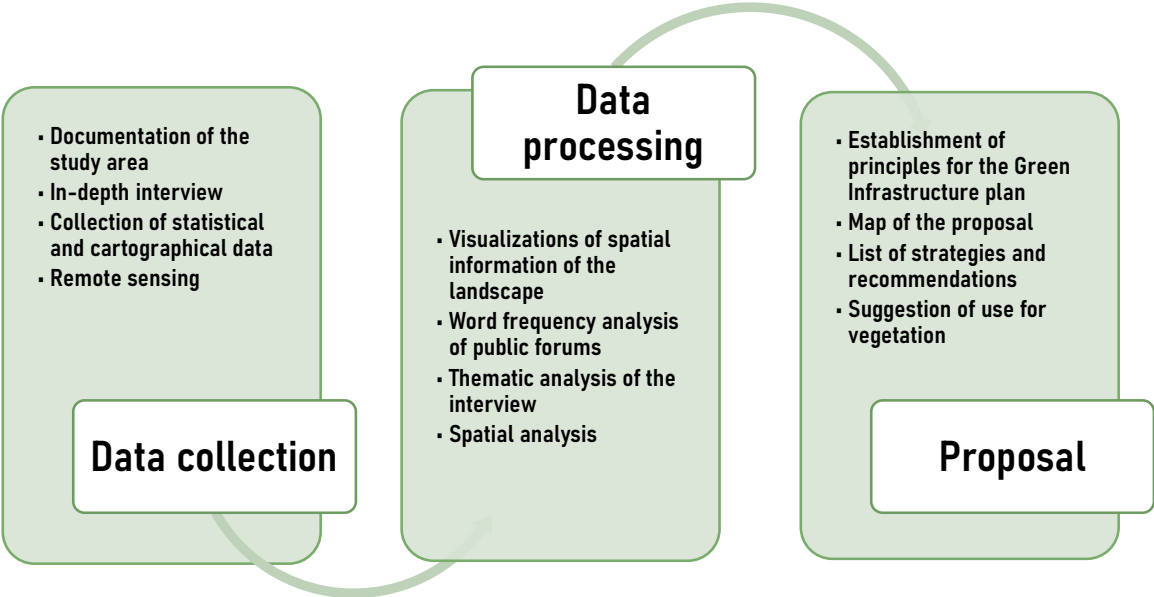 · Documentation of the
study area
· In-depth interview
· Collection of statistical
and cartographical data
· Remote sensing
Data collection
Data
processing
· Visualizations of spatial
information of the
landscape
· Word frequency analysis
of public forums
· Thematic analysis of the
interview
· Spatial analysis
· Establishment of
principles for the Green
Infrastructure plan
· Map of the proposal
· List of strategies and
recommendations
· Suggestion of use for
vegetation
Proposal